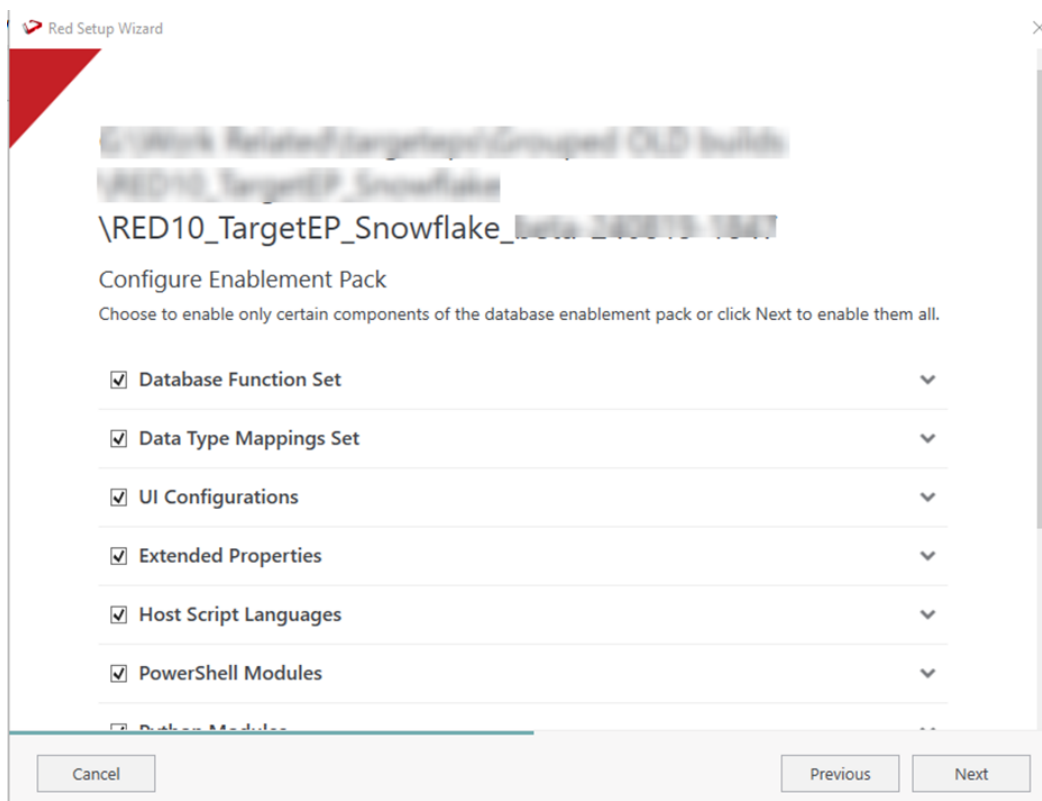 Red Setup Wizard
\RED10_TargetEP_Snowflake_
Configure Enablement Pack
Choose to enable only certain components of the database enablement pack or click Next to enable them all.
Database Function Set
Data Type Mappings Set
UI Configurations
Extended Properties
Host Script Languages
PowerShell Modules
Python Modules
Cancel
Previous
Next